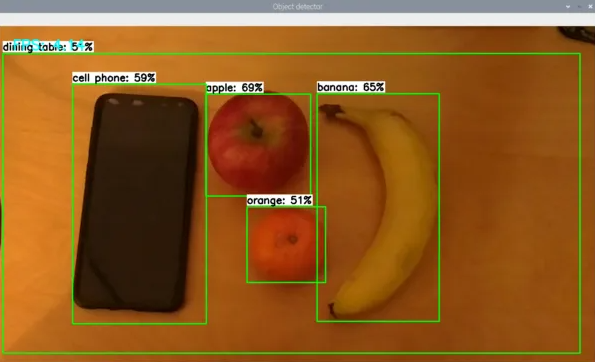 Object detector
dining table: 51%
cell phone: 59%
apple: 69%
banana: 65%
orange: 51%